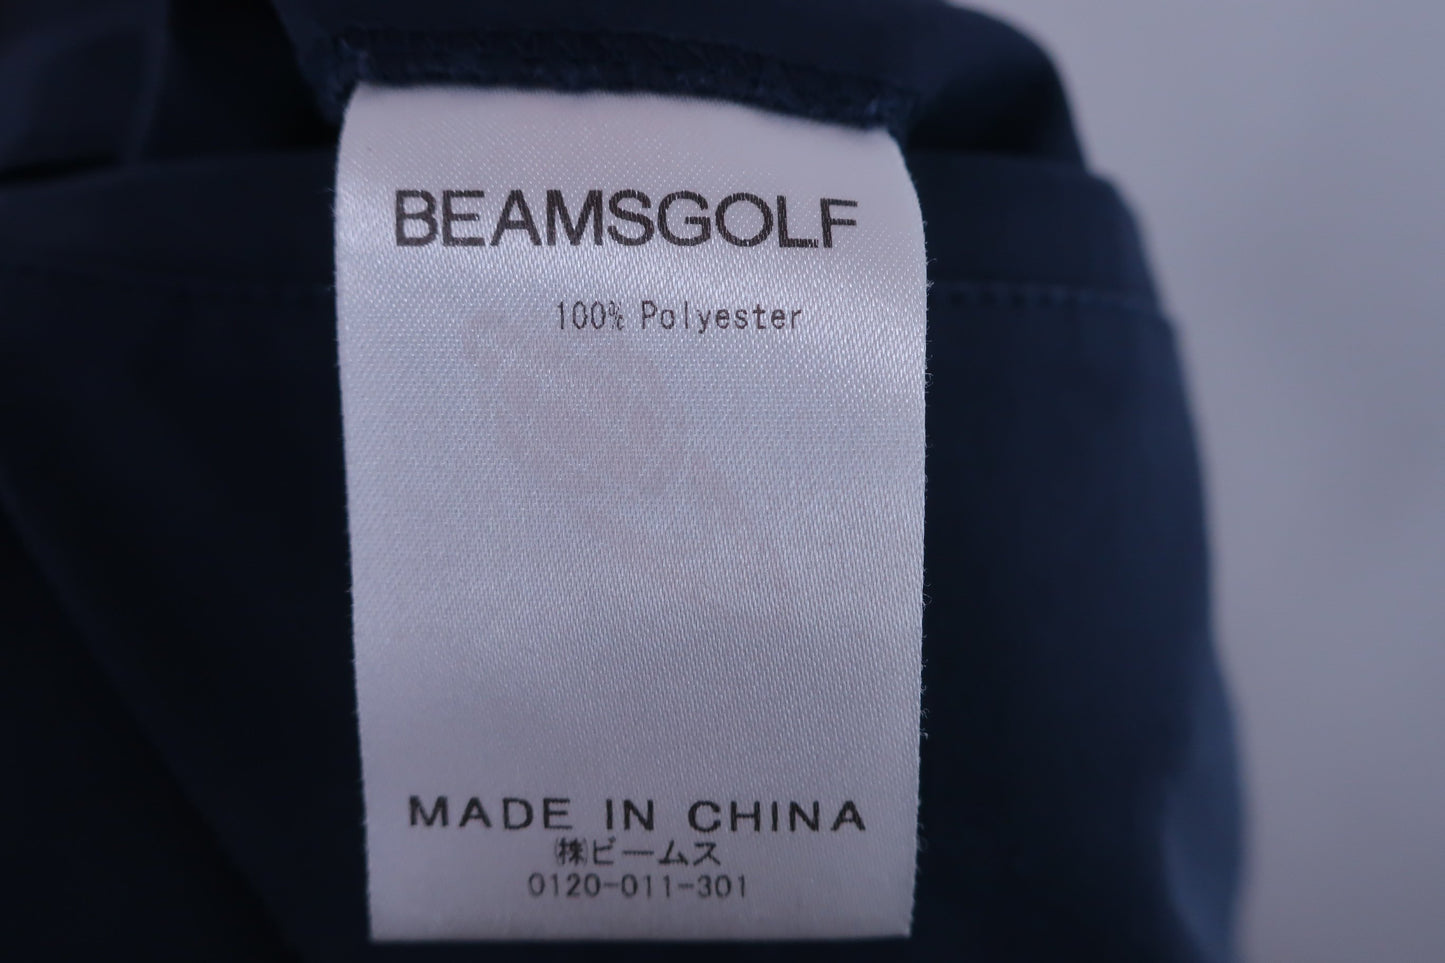 BEAMSGOLF
100% Polyester
MADE IN CHINA
㈱ビームス
0120-011-301